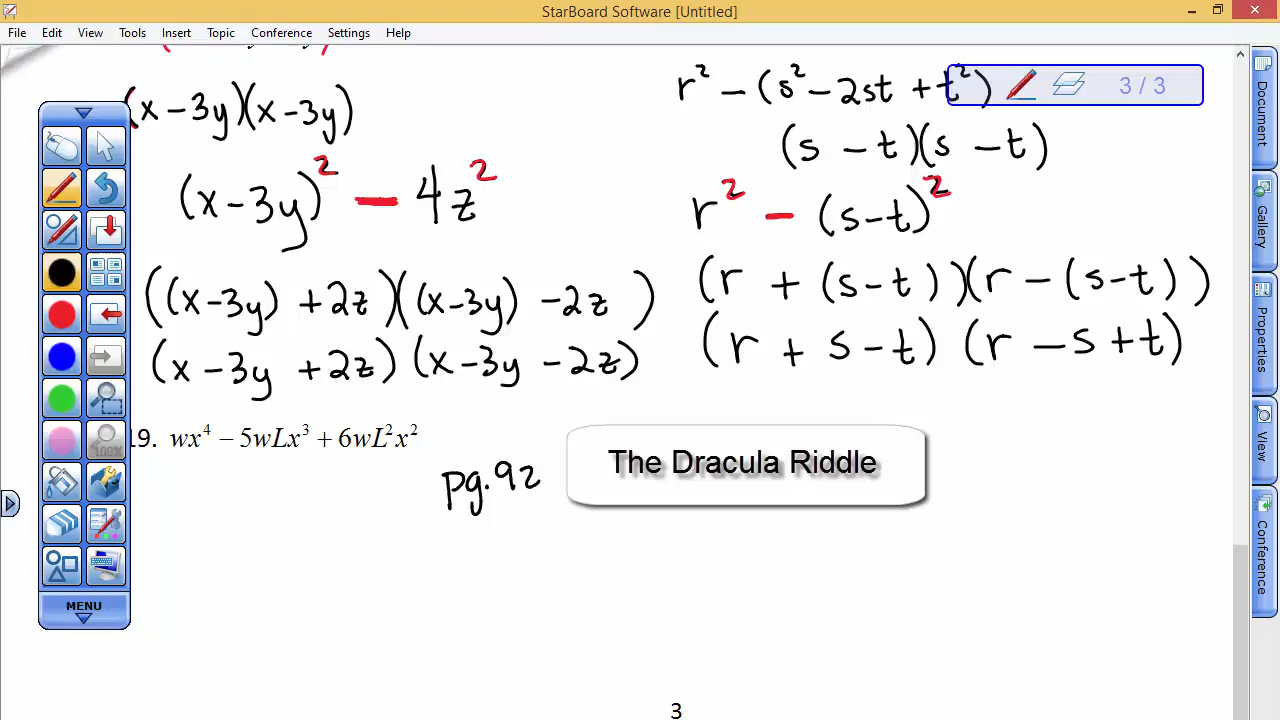 StarBoard Software [Untitled]
File Edit View Tools Insert Topic Conference Settings Help
(x - 3y)(x - 3y)
(x - 3y)² - 4z²
((x-3y) + 2z)((x-3y) - 2z)
(x - 3y + 2z)(x - 3y - 2z)
r² - (s² - 2st + t²)
(s - t)(s - t)
r² - (s-t)²
(r + (s-t))(r - (s-t))
(r + s - t)(r - s + t)
19. wx⁴ - 5wLx³ + 6wL²x²
pg. 92
The Dracula Riddle
3
3 / 3
MENU
100%
Document
Gallery
Properties
View
Conference